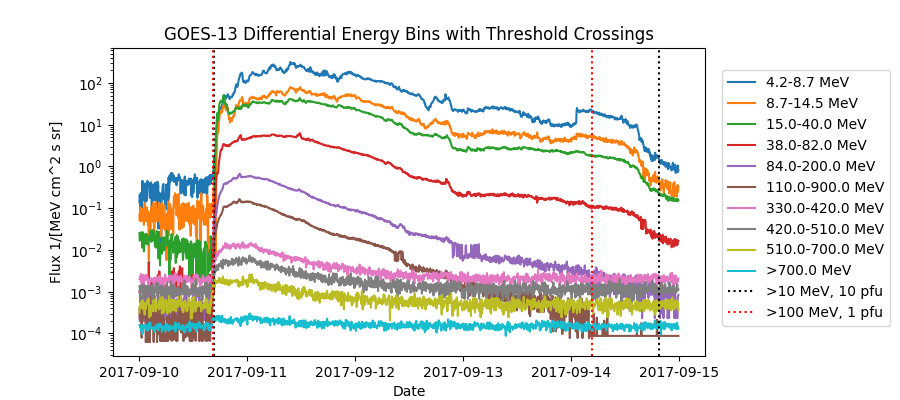 GOES-13 Differential Energy Bins with Threshold Crossings
Flux 1/[MeV cm^2 s sr]
10^2
10^1
10^0
10^-1
10^-2
10^-3
10^-4
2017-09-10
2017-09-11
2017-09-12
2017-09-13
2017-09-14
2017-09-15
Date
4.2-8.7 MeV
8.7-14.5 MeV
15.0-40.0 MeV
38.0-82.0 MeV
84.0-200.0 MeV
110.0-900.0 MeV
330.0-420.0 MeV
420.0-510.0 MeV
510.0-700.0 MeV
>700.0 MeV
>10 MeV, 10 pfu
>100 MeV, 1 pfu